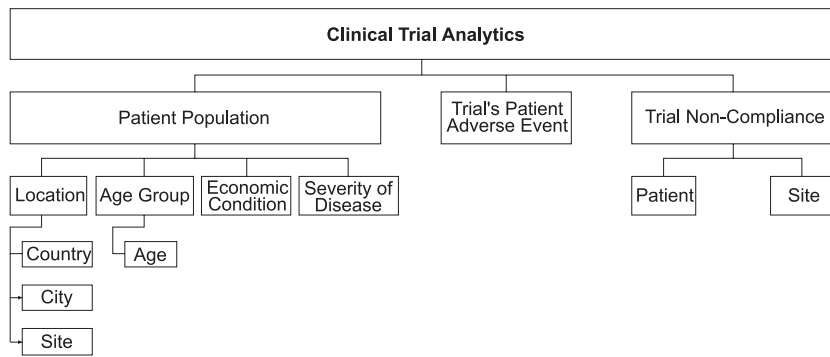 Clinical Trial Analytics
Patient Population
Trial's Patient
Adverse Event
Trial Non-Compliance
Location
Age Group
Economic
Condition
Severity of
Disease
Patient
Site
Country
Age
City
Site